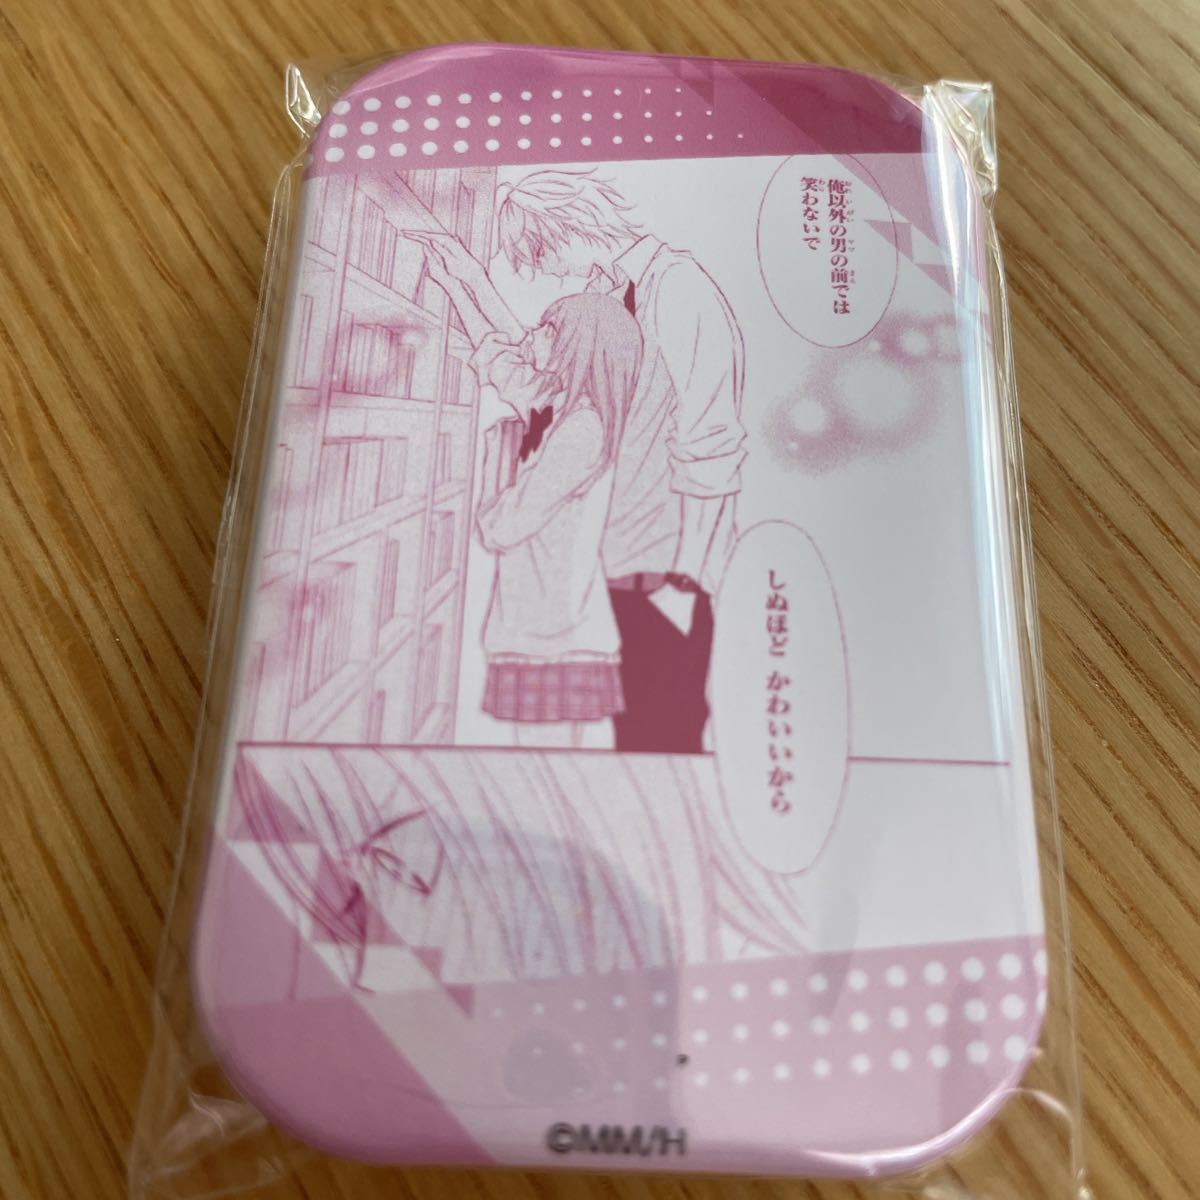 俺以外の男の前では
笑わないで
しぬほど かわいいから
©MM/H